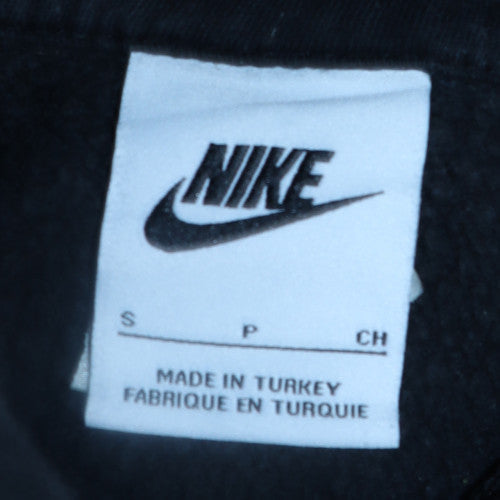 NIKE
S P CH
MADE IN TURKEY
FABRIQUE EN TURQUIE